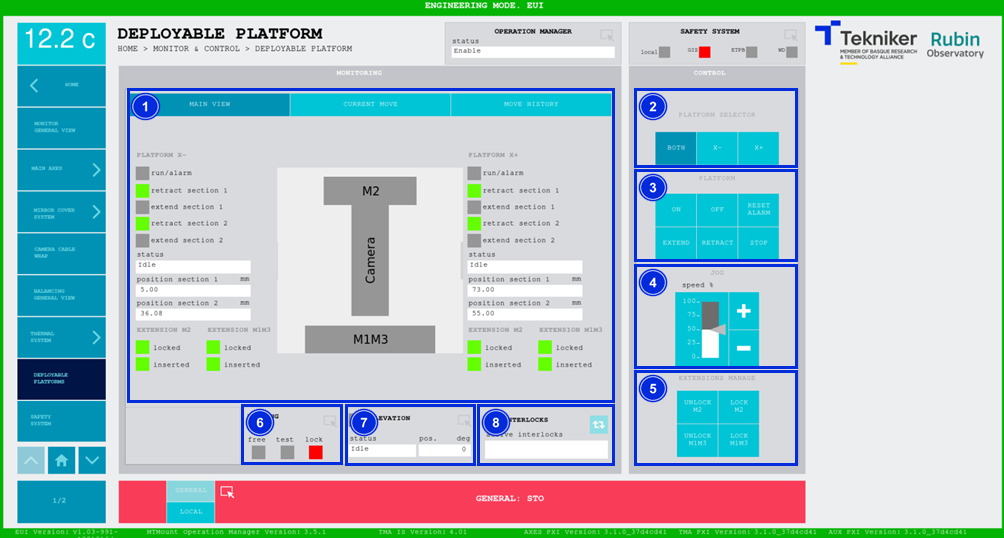 ENGINEERING MODE. EUI
12.2 c
DEPLOYABLE PLATFORM
HOME > MONITOR & CONTROL > DEPLOYABLE PLATFORM
OPERATION MANAGER
status
Enable
SAFETY SYSTEM
local
GIS
ETPB
WD
Tekniker
MEMBER OF BASQUE RESEARCH
& TECHNOLOGY ALLIANCE
Rubin
Observatory
HOME
MONITOR
GENERAL VIEW
MAIN AXES
MIRROR COVER
SYSTEM
CAMERA CABLE
WRAP
BALANCING
GENERAL VIEW
THERMAL
SYSTEM
DEPLOYABLE
PLATFORMS
SAFETY
SYSTEM
1/2
MONITORING
1
MAIN VIEW
CURRENT MOVE
MOVE HISTORY
PLATFORM X-
run/alarm
retract section 1
extend section 1
retract section 2
extend section 2
status
Idle
position section 1 mm
5.00
position section 2 mm
36.08
EXTENSION M2
EXTENSION M1M3
locked
locked
inserted
inserted
M2
Camera
M1M3
PLATFORM X+
run/alarm
retract section 1
extend section 1
retract section 2
extend section 2
status
Idle
position section 1 mm
73.00
position section 2 mm
55.00
EXTENSION M2
EXTENSION M1M3
locked
locked
inserted
inserted
6
free
test
lock
7
status
pos.
deg
Idle
0
8
interlocks
CONTROL
2
PLATFORM SELECTOR
BOTH
X-
X+
3
PLATFORM
ON
OFF
RESET
ALARM
EXTEND
RETRACT
STOP
4
JOG
speed %
100
75
50
25
0
+
−
5
EXTENSIONS MANAGE
UNLOCK
M2
LOCK
M2
UNLOCK
M1M3
LOCK
M1M3
GENERAL
LOCAL
GENERAL: STO
EUI Version: v1.03-991-
MTMount Operation Manager Version: 3.5.1
TMA IS Version: 4.01
AXES PXI Version: 3.1.0_37d4cd41
TMA PXI Version: 3.1.0_37d4cd41
AUX PXI Version: 3.1.0_37d4cd41